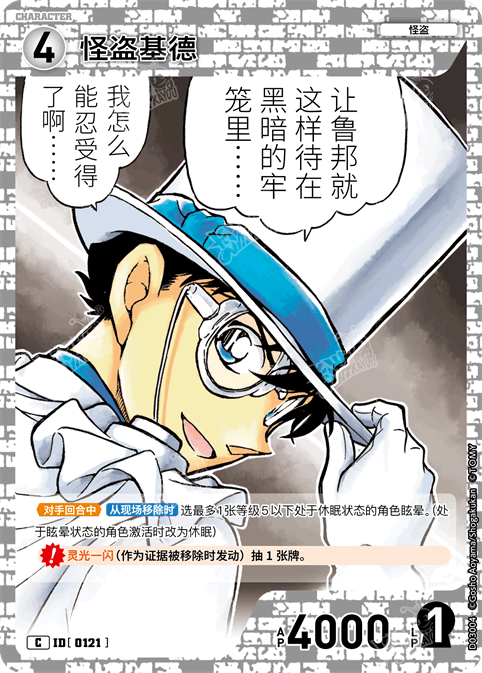 CHARACTER
4
怪盗基德
怪盗
让鲁邦就
这样待在
黑暗的牢
笼里……
我怎么
能忍受得
了啊……
对手回合中 从现场移除时 选最多1张等级5以下处于休眠状态的角色眩晕。(处
于眩晕状态的角色激活时改为休眠)
灵光一闪(作为证据被移除时发动) 抽 1 张牌。
D03004 ©Gosho Aoyama/Shogakukan ©TOMY
C ID[ 0121 ]
AP 4000
LP 1